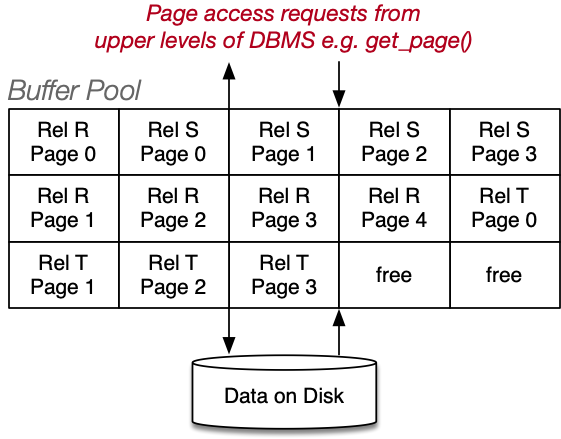 Page access requests from
upper levels of DBMS e.g. get_page()
Buffer Pool
Rel R
Page 0
Rel S
Page 0
Rel S
Page 1
Rel S
Page 2
Rel S
Page 3
Rel R
Page 1
Rel R
Page 2
Rel R
Page 3
Rel R
Page 4
Rel T
Page 0
Rel T
Page 1
Rel T
Page 2
Rel T
Page 3
free
free
Data on Disk